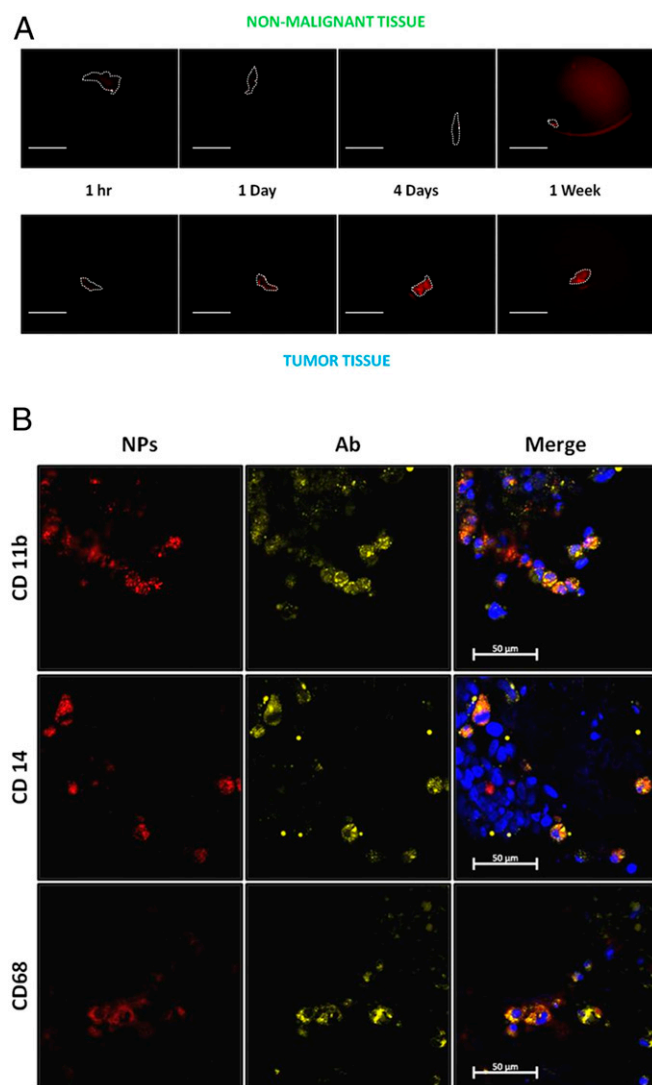 A
NON-MALIGNANT TISSUE
1 hr 1 Day 4 Days 1 Week
TUMOR TISSUE
B
NPs Ab Merge
CD 11b
50 µm
CD 14
50 µm
CD68
50 µm